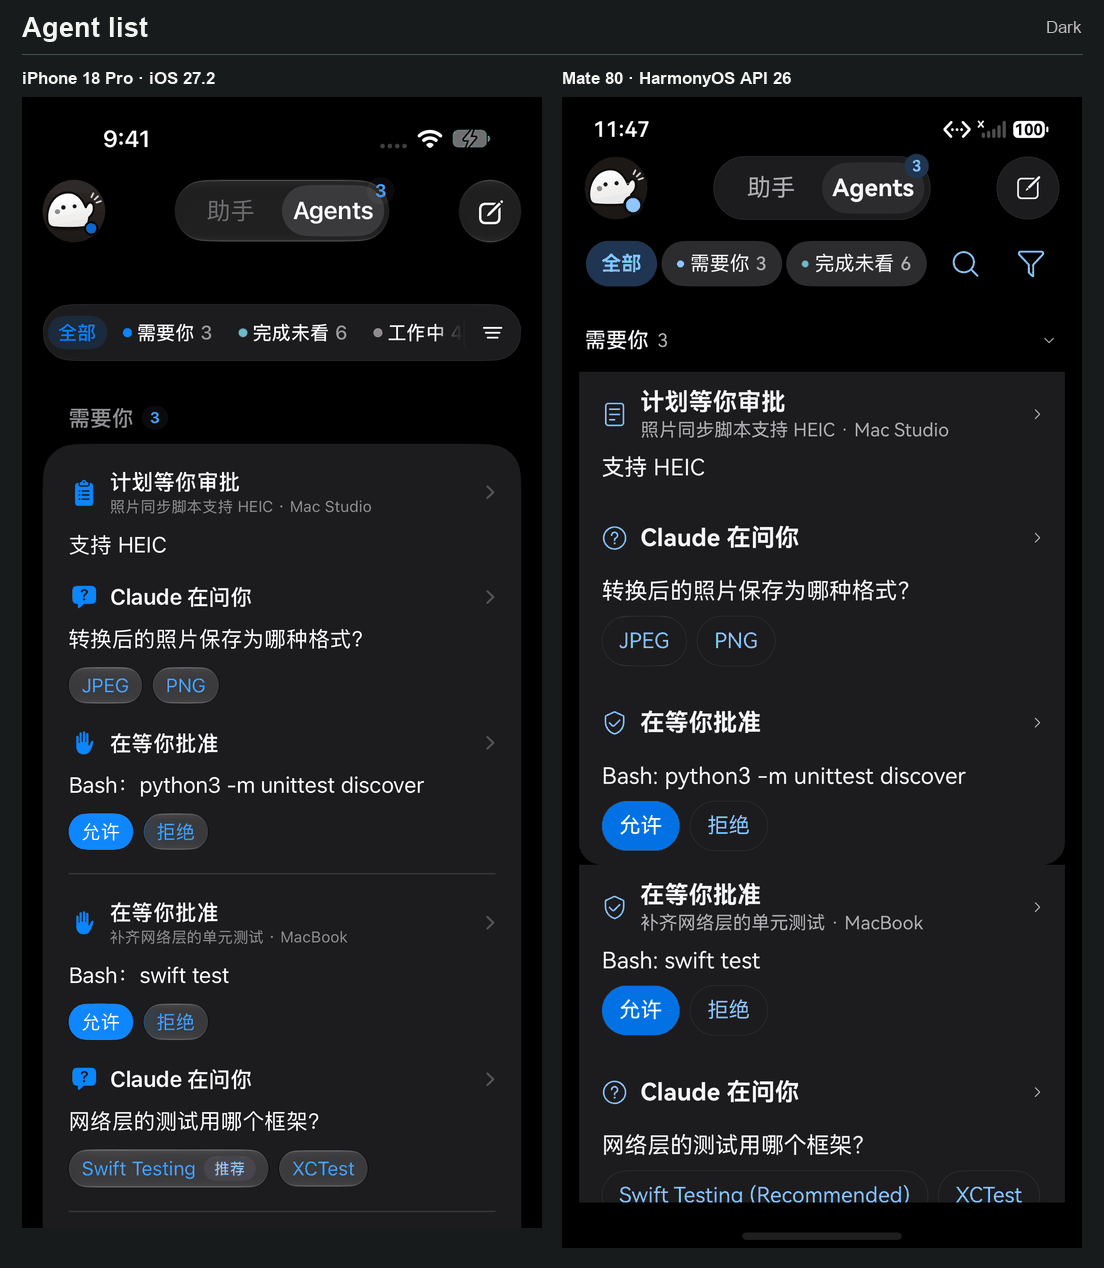 Agent list
Dark
iPhone 18 Pro · iOS 27.2
9:41
助手
Agents
3
全部
需要你 3
完成未看 6
工作中
需要你 3
计划等你审批
照片同步脚本支持 HEIC · Mac Studio
支持 HEIC
Claude 在问你
转换后的照片保存为哪种格式?
JPEG
PNG
在等你批准
Bash：python3 -m unittest discover
允许
拒绝
在等你批准
补齐网络层的单元测试 · MacBook
Bash：swift test
允许
拒绝
Claude 在问你
网络层的测试用哪个框架?
Swift Testing 推荐
XCTest
Mate 80 · HarmonyOS API 26
11:47
100
助手
Agents
3
全部
需要你 3
完成未看 6
需要你 3
计划等你审批
照片同步脚本支持 HEIC · Mac Studio
支持 HEIC
Claude 在问你
转换后的照片保存为哪种格式?
JPEG
PNG
在等你批准
Bash: python3 -m unittest discover
允许
拒绝
在等你批准
补齐网络层的单元测试 · MacBook
Bash: swift test
允许
拒绝
Claude 在问你
网络层的测试用哪个框架?
Swift Testing (Recommended)
XCTest